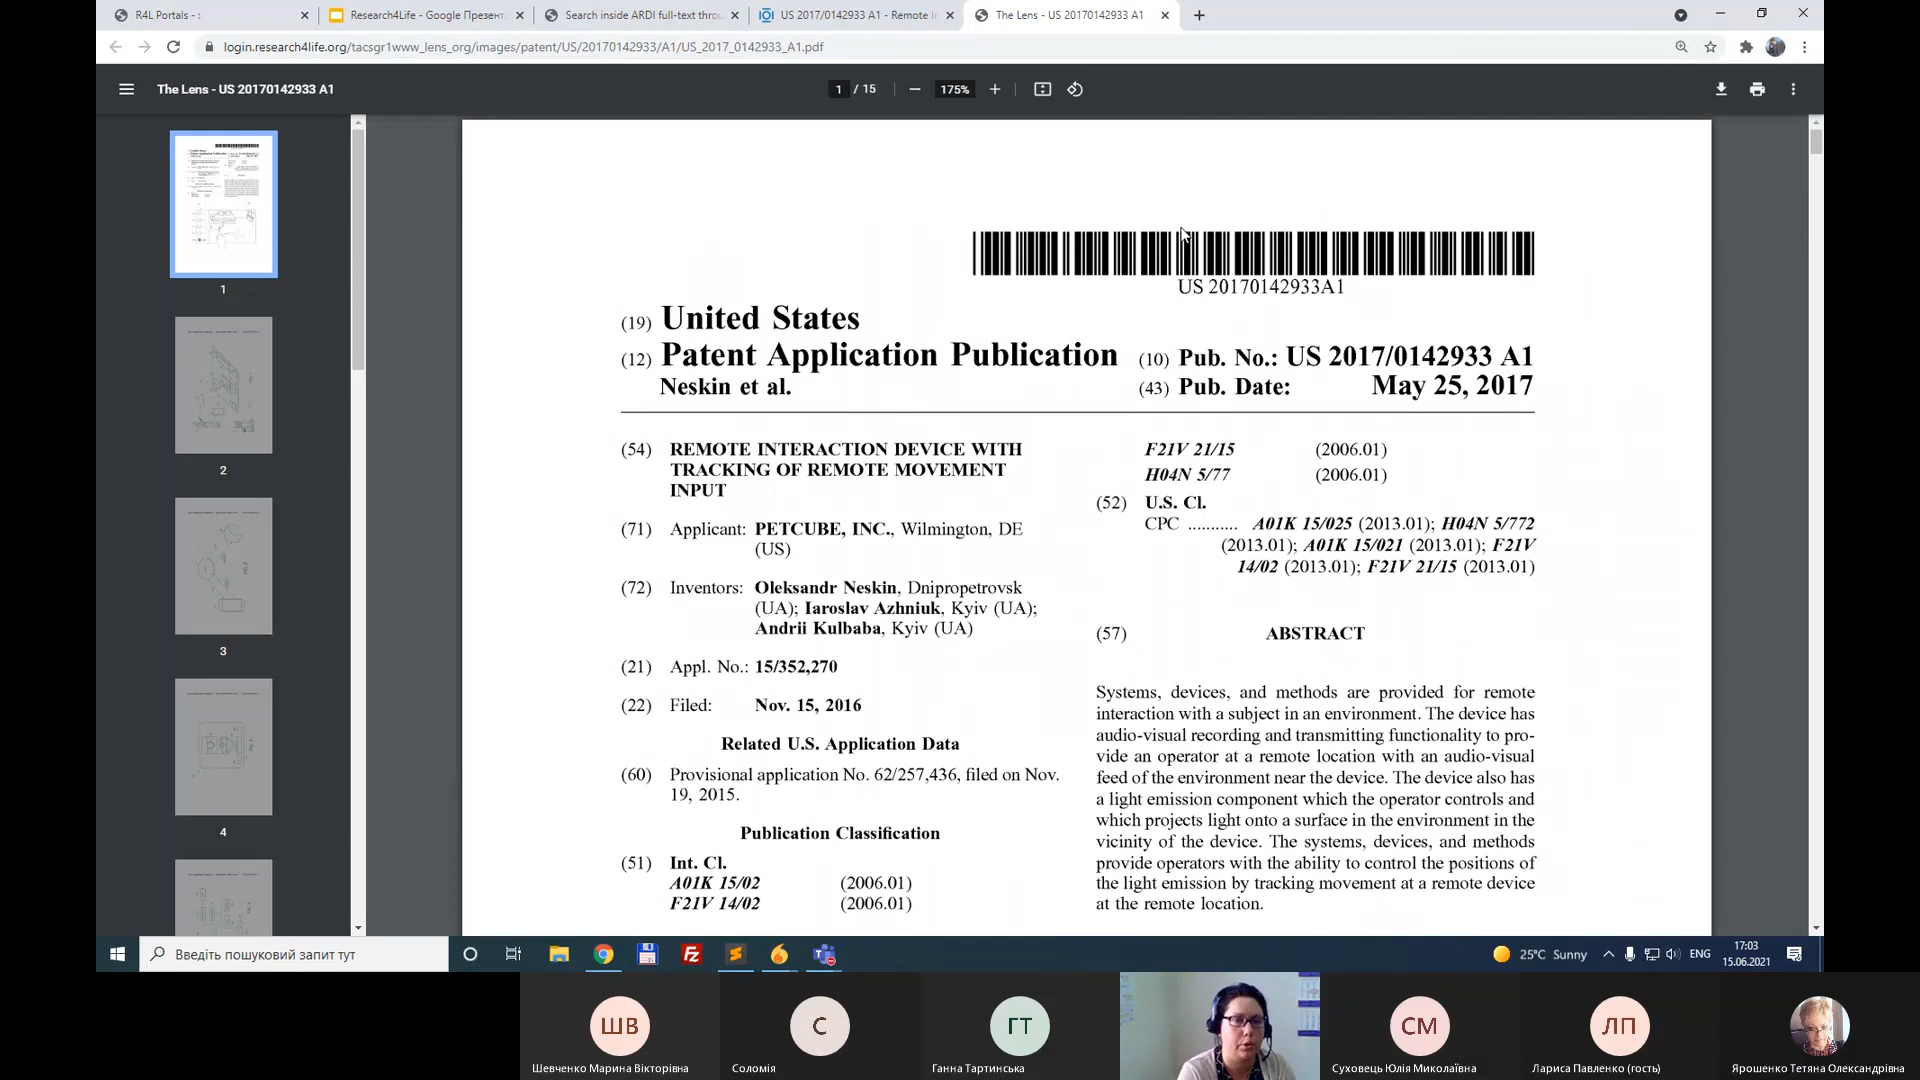 R4L Portals - :
Research4Life - Google Презента
Search inside ARDI full-text throu
US 2017/0142933 A1 - Remote I
The Lens - US 20170142933 A1
login.research4life.org/tacsgr1www_lens_org/images/patent/US/20170142933/A1/US_2017_0142933_A1.pdf
The Lens - US 20170142933 A1
1 / 15
175%
1
2
3
4
US 20170142933A1
(19) United States
(12) Patent Application Publication
Neskin et al.
(10) Pub. No.: US 2017/0142933 A1
(43) Pub. Date: May 25, 2017
(54) REMOTE INTERACTION DEVICE WITH
TRACKING OF REMOTE MOVEMENT
INPUT
(71) Applicant: PETCUBE, INC., Wilmington, DE
(US)
(72) Inventors: Oleksandr Neskin, Dnipropetrovsk
(UA); Iaroslav Azhniuk, Kyiv (UA);
Andrii Kulbaba, Kyiv (UA)
(21) Appl. No.: 15/352,270
(22) Filed: Nov. 15, 2016
Related U.S. Application Data
(60) Provisional application No. 62/257,436, filed on Nov.
19, 2015.
Publication Classification
(51) Int. Cl.
A01K 15/02 (2006.01)
F21V 14/02 (2006.01)
F21V 21/15 (2006.01)
H04N 5/77 (2006.01)
(52) U.S. Cl.
CPC ........... A01K 15/025 (2013.01); H04N 5/772
(2013.01); A01K 15/021 (2013.01); F21V
14/02 (2013.01); F21V 21/15 (2013.01)
(57) ABSTRACT
Systems, devices, and methods are provided for remote
interaction with a subject in an environment. The device has
audio-visual recording and transmitting functionality to pro-
vide an operator at a remote location with an audio-visual
feed of the environment near the device. The device also has
a light emission component which the operator controls and
which projects light onto a surface in the environment in the
vicinity of the device. The systems, devices, and methods
provide operators with the ability to control the positions of
the light emission by tracking movement at a remote device
at the remote location.
Введіть пошуковий запит тут
25°C Sunny
ENG
17:03
15.06.2021
ШВ
С
ГТ
СМ
ЛП
Шевченко Марина Вікторівна
Соломія
Ганна Тартинська
Суховець Юлія Миколаївна
Лариса Павленко (гость)
Ярошенко Тетяна Олександрівна